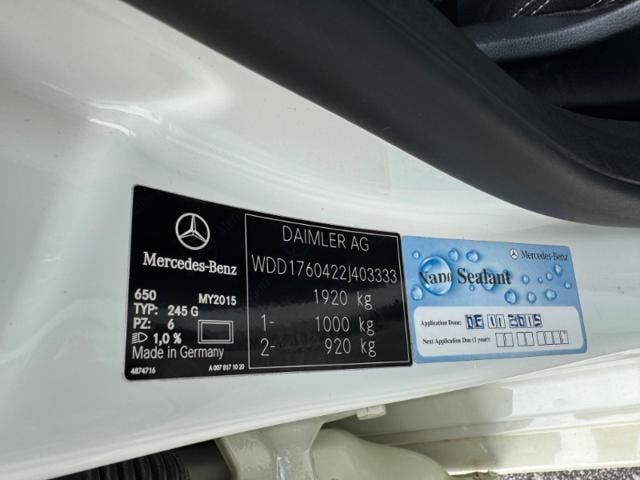 Mercedes-Benz
650 MY2015
TYP: 245 G
PZ: 6
1,0 %
Made in Germany
4874716 A 007 817 10 20
DAIMLER AG
WDD1760422J403333
1920 kg
1- 1000 kg
2- 920 kg
Mercedes-Benz
Nano Sealant
Application Done:
Next Application Due (1 year):